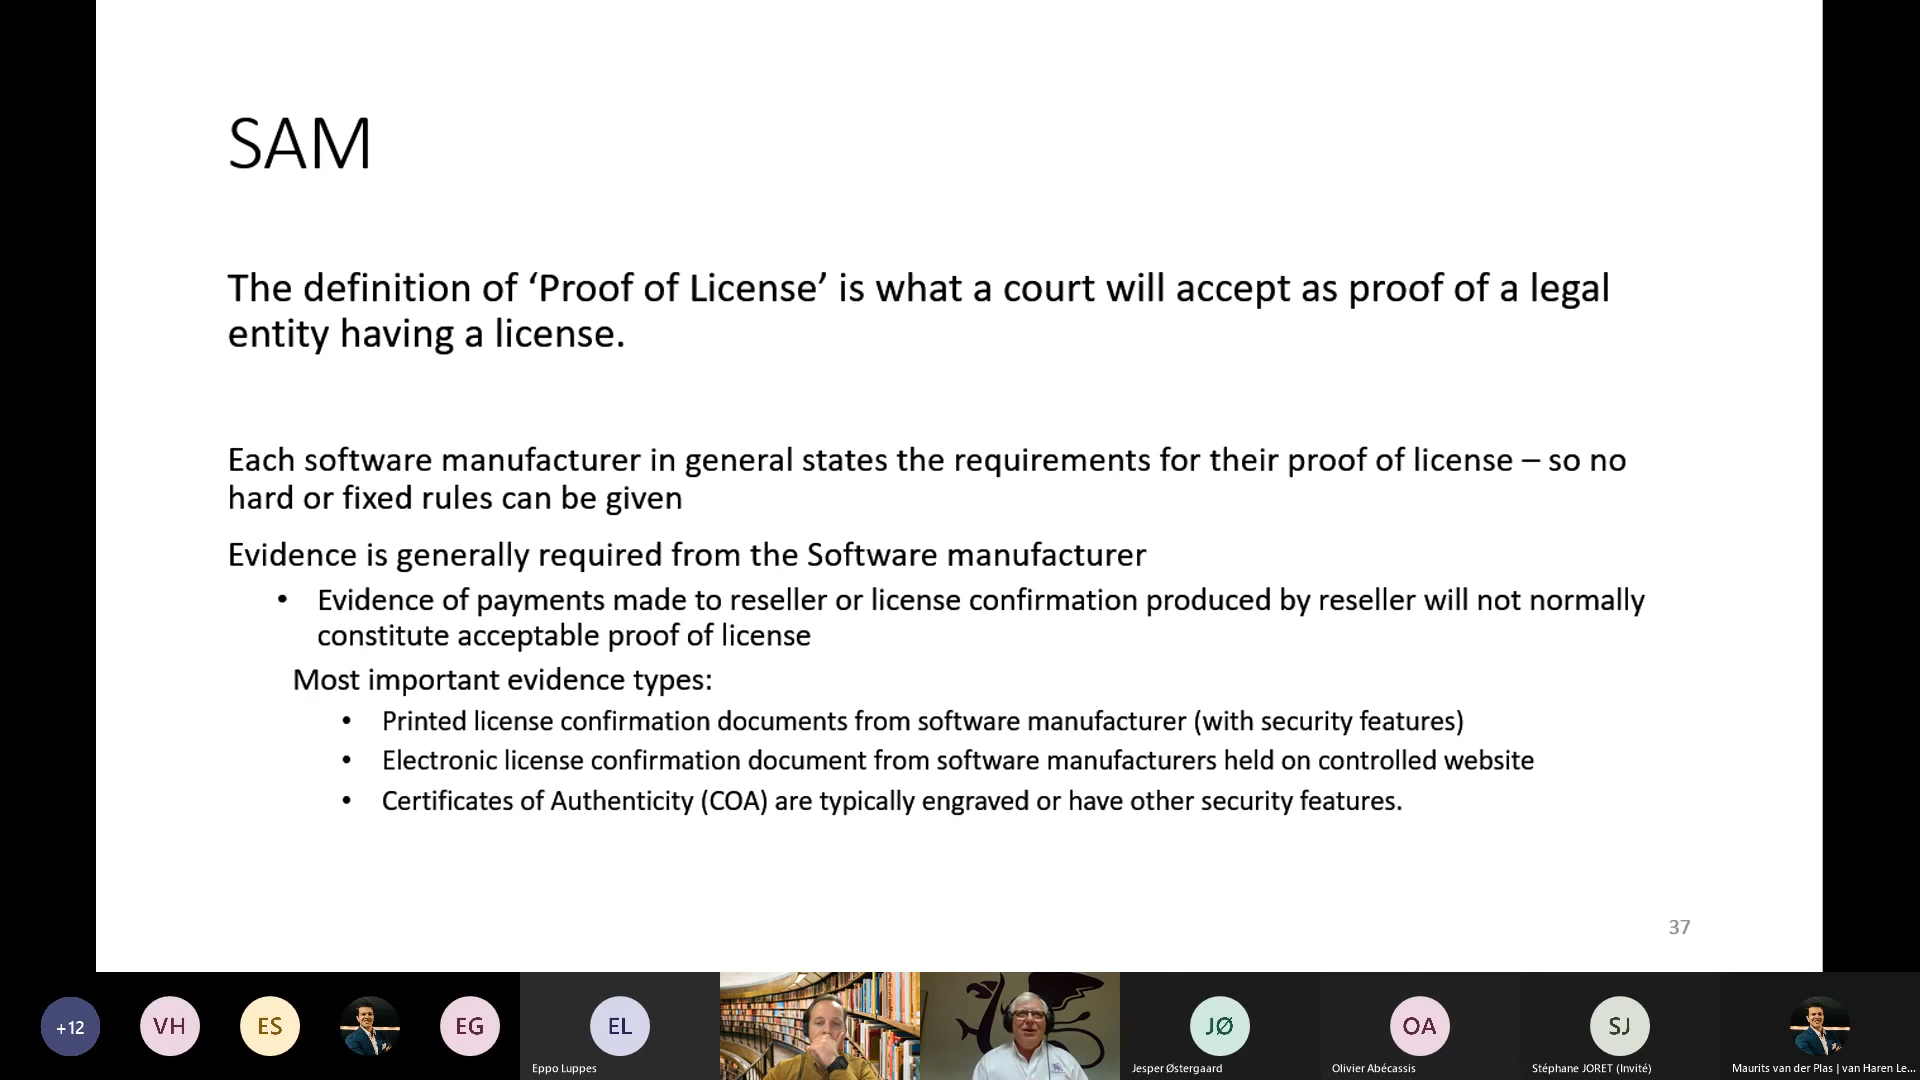 SAM
The definition of ‘Proof of License’ is what a court will accept as proof of a legal
entity having a license.
Each software manufacturer in general states the requirements for their proof of license – so no
hard or fixed rules can be given
Evidence is generally required from the Software manufacturer
• Evidence of payments made to reseller or license confirmation produced by reseller will not normally
constitute acceptable proof of license
Most important evidence types:
• Printed license confirmation documents from software manufacturer (with security features)
• Electronic license confirmation document from software manufacturers held on controlled website
• Certificates of Authenticity (COA) are typically engraved or have other security features.
37
+12
VH
ES
EG
EL
Eppo Luppes
JØ
Jesper Østergaard
OA
Olivier Abécassis
SJ
Stéphane JORET (Invité)
Maurits van der Plas | van Haren Le...